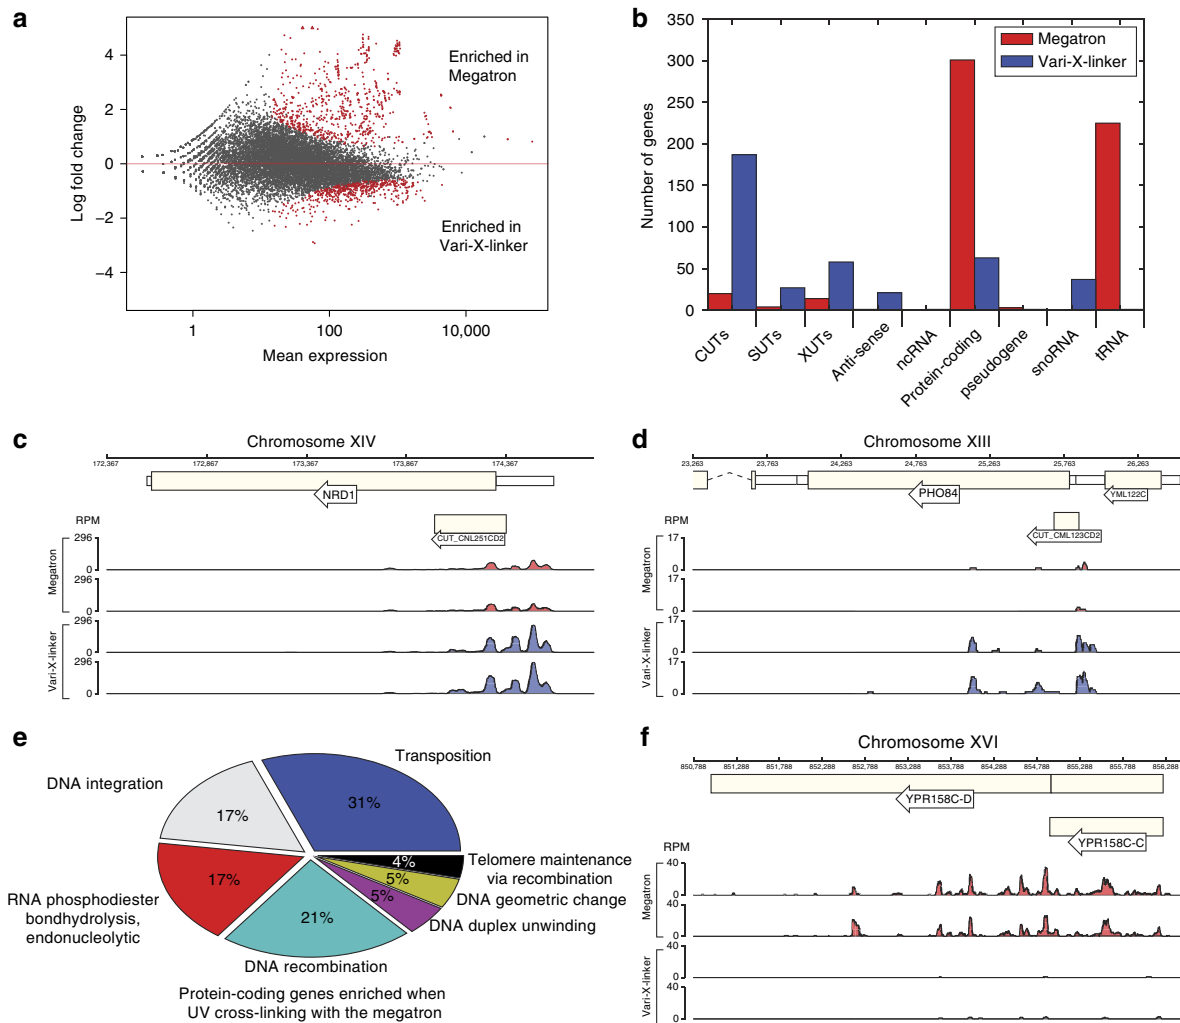 a
Enriched in
Megatron
Enriched in
Vari-X-linker
Log fold change
4
2
0
−2
−4
1
100
10,000
Mean expression
b
Number of genes
350
300
250
200
150
100
50
0
Megatron
Vari-X-linker
CUTs
SUTs
XUTs
Anti-sense
ncRNA
Protein-coding
pseudogene
snoRNA
tRNA
c
Chromosome XIV
172,367
172,867
173,367
173,867
174,367
NRD1
CUT_CNL251CD2
RPM
Megatron
296
0
296
0
Vari-X-linker
296
0
296
0
d
Chromosome XIII
23,263
23,763
24,263
24,763
25,263
25,763
26,263
PHO84
YML122C
CUT_CML123CD2
RPM
Megatron
17
0
17
0
Vari-X-linker
17
0
17
0
e
Transposition
31%
DNA integration
17%
RNA phosphodiester
bondhydrolysis,
endonucleolytic
17%
DNA recombination
21%
4%
Telomere maintenance
via recombination
5%
DNA geometric change
5%
DNA duplex unwinding
Protein-coding genes enriched when
UV cross-linking with the megatron
f
Chromosome XVI
850,788
851,288
851,788
852,288
852,788
853,288
853,788
854,288
854,788
855,288
855,788
856,288
YPR158C-D
YPR158C-C
RPM
Megatron
40
0
40
0
Vari-X-linker
40
0
40
0